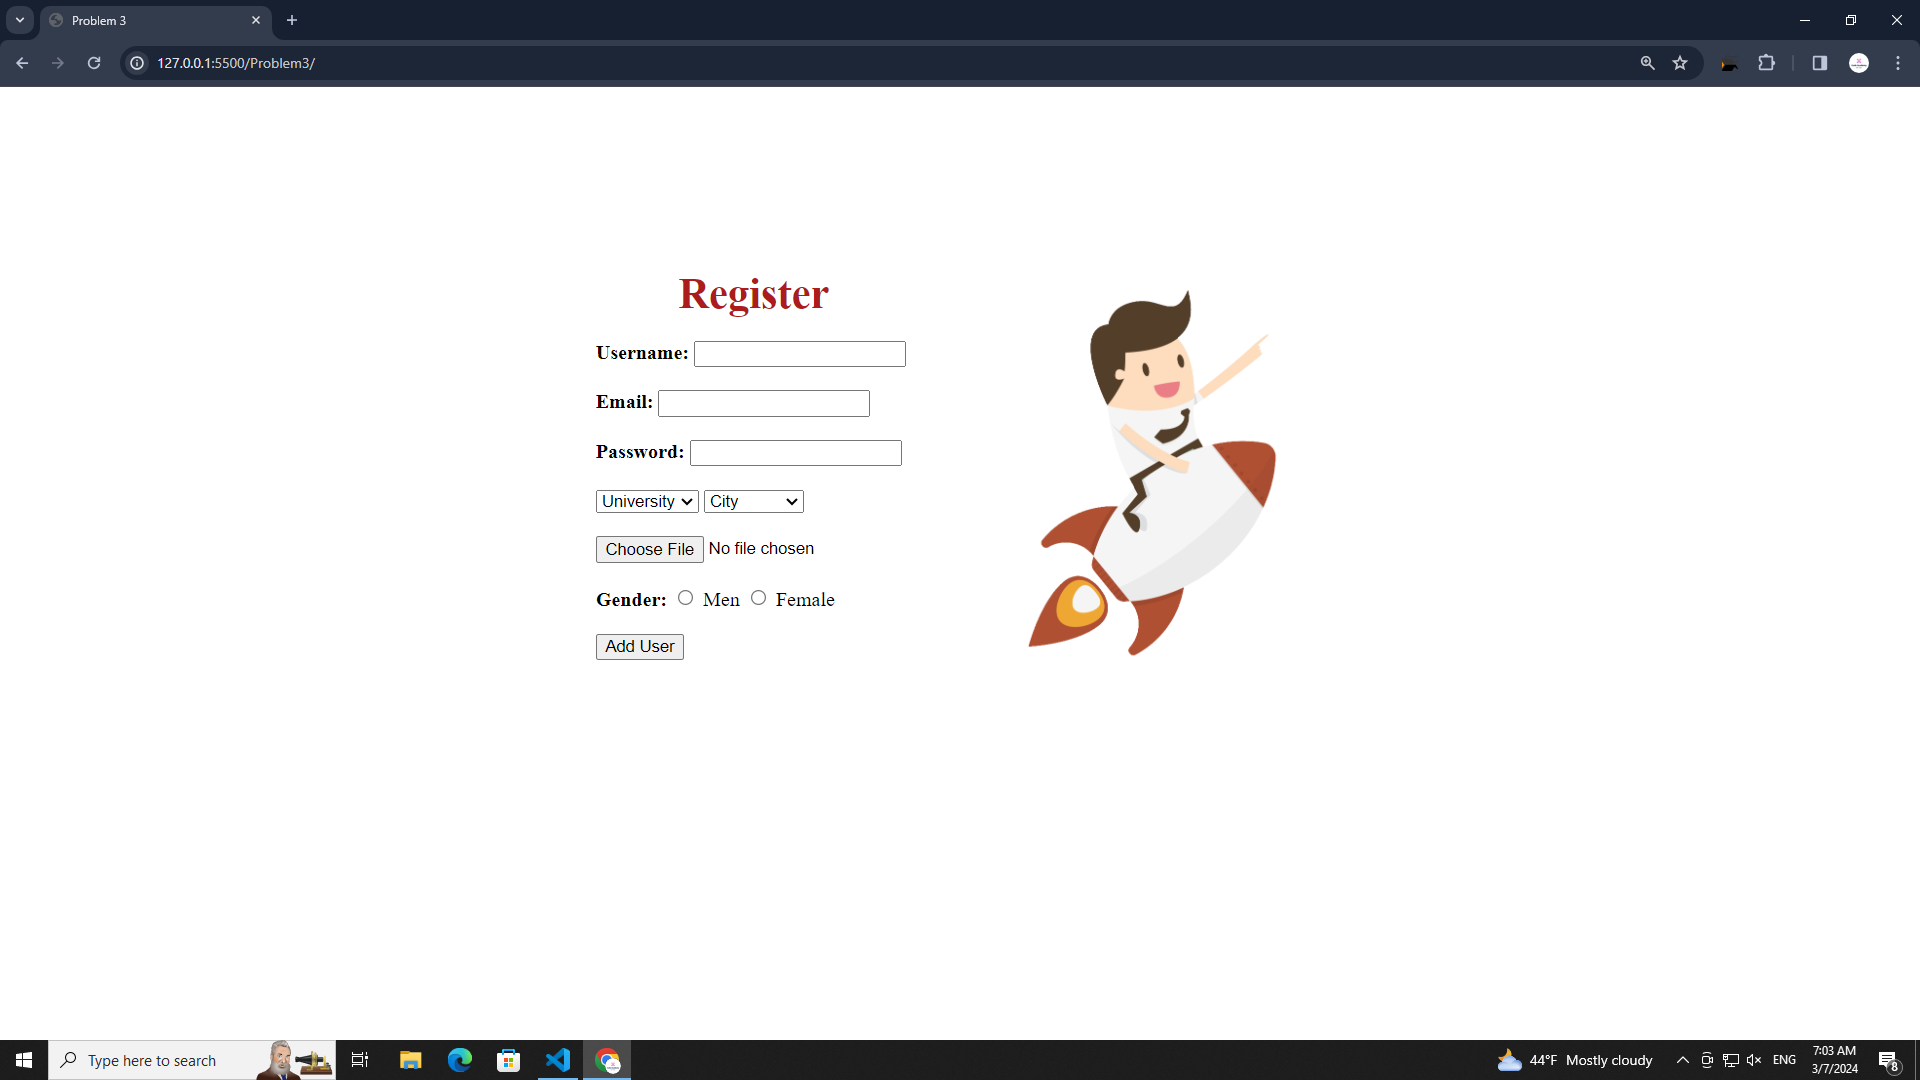 Problem 3
127.0.0.1:5500/Problem3/
Register
Username:
Email:
Password:
University City
Choose File No file chosen
Gender: Men Female
Add User
Type here to search
44°F Mostly cloudy
ENG
7:03 AM
3/7/2024
8